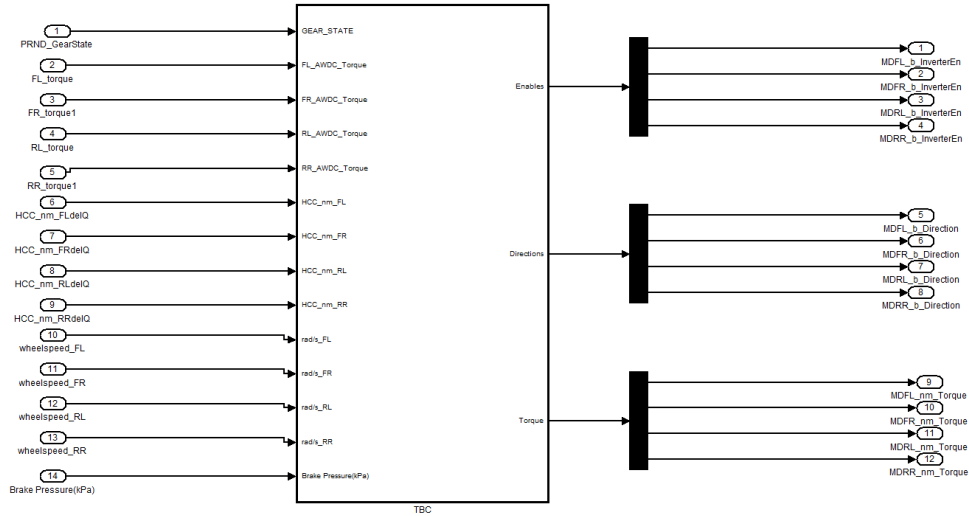 1
PRND_GearState
2
FL_torque
3
FR_torque1
4
RL_torque
5
RR_torque1
6
HCC_nm_FLdelQ
7
HCC_nm_FRdelQ
8
HCC_nm_RLdelQ
9
HCC_nm_RRdelQ
10
wheelspeed_FL
11
wheelspeed_FR
12
wheelspeed_RL
13
wheelspeed_RR
14
Brake Pressure(kPa)
GEAR_STATE
FL_AWDC_Torque
FR_AWDC_Torque
RL_AWDC_Torque
RR_AWDC_Torque
HCC_nm_FL
HCC_nm_FR
HCC_nm_RL
HCC_nm_RR
rad/s_FL
rad/s_FR
rad/s_RL
rad/s_RR
Brake Pressure(kPa)
Enables
Directions
Torque
TBC
1
MDFL_b_InverterEn
2
MDFR_b_InverterEn
3
MDRL_b_InverterEn
4
MDRR_b_InverterEn
5
MDFL_b_Direction
6
MDFR_b_Direction
7
MDRL_b_Direction
8
MDRR_b_Direction
9
MDFL_nm_Torque
10
MDFR_nm_Torque
11
MDRL_nm_Torque
12
MDRR_nm_Torque